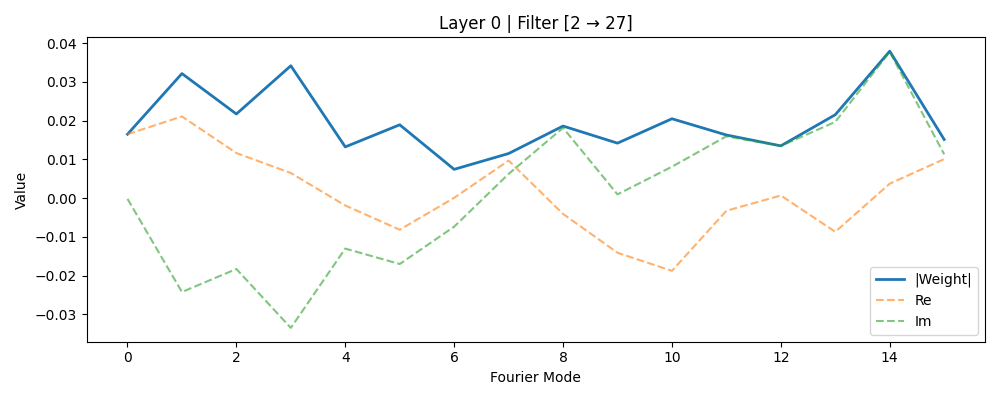 Layer 0 | Filter [2 → 27]
0.04
0.03
0.02
0.01
0.00
−0.01
−0.02
−0.03
Value
0 2 4 6 8 10 12 14
Fourier Mode
|Weight|
Re
Im